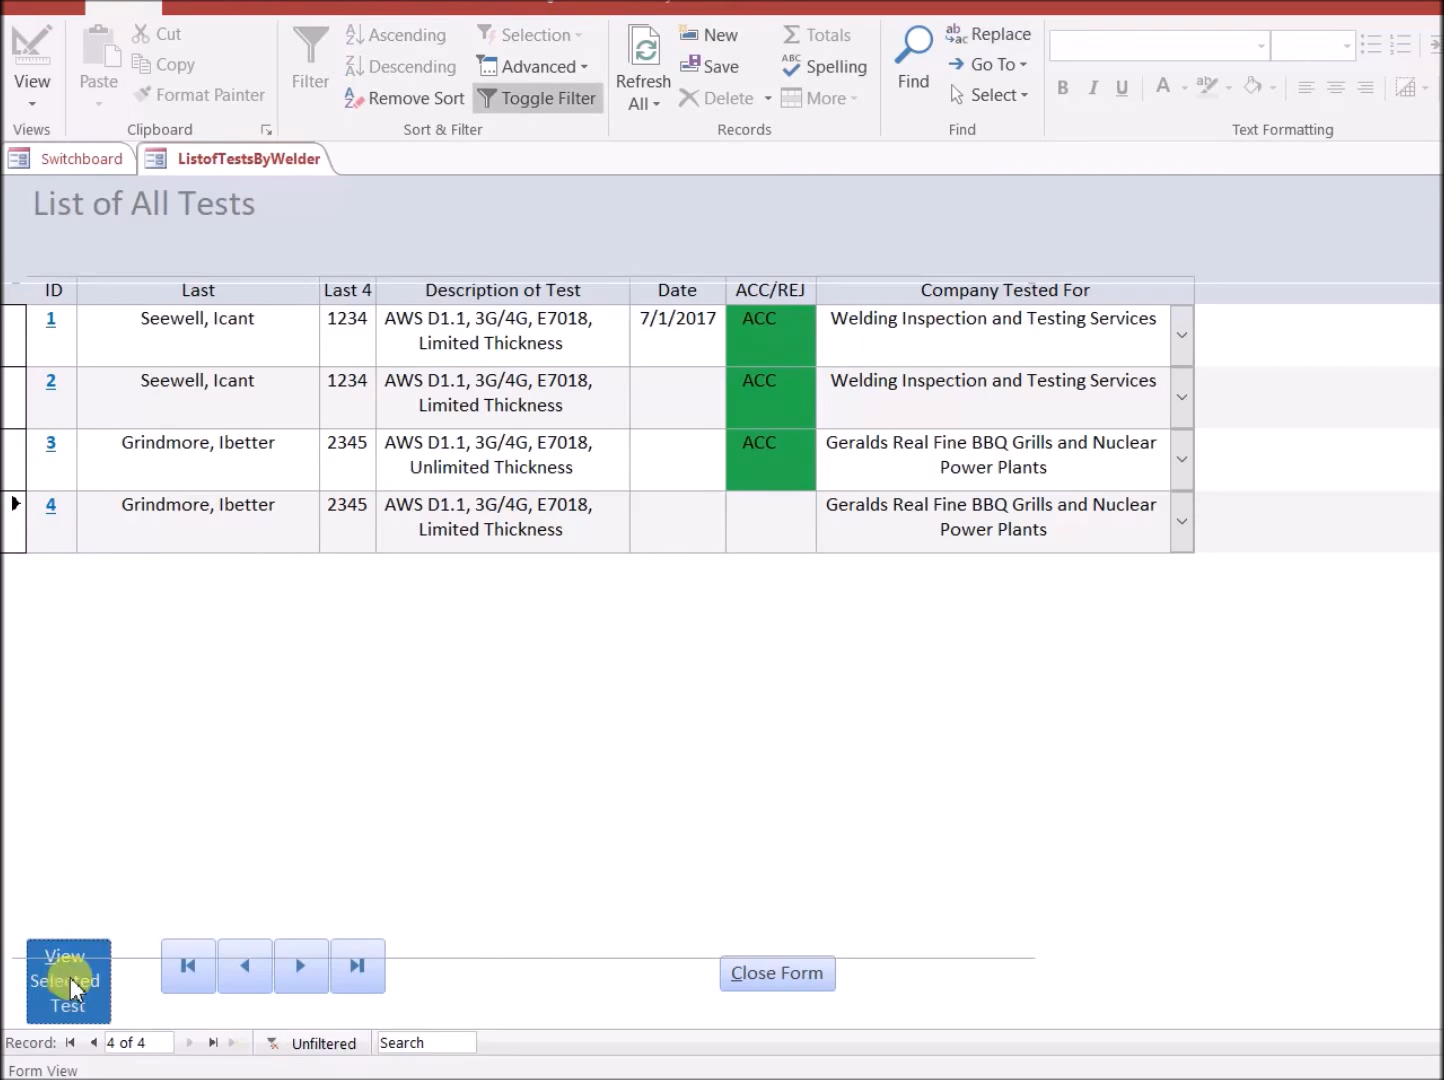 View
Views
Paste
Cut
Copy
Format Painter
Clipboard
Filter
Ascending
Descending
Remove Sort
Selection
Advanced
Toggle Filter
Sort & Filter
Refresh
All
New
Save
Delete
Totals
Spelling
More
Records
Find
Replace
Go To
Select
Find
B I U A
Text Formatting
Switchboard ListofTestsByWelder
List of All Tests
ID Last Last 4 Description of Test Date ACC/REJ Company Tested For
1 Seewell, Icant 1234 AWS D1.1, 3G/4G, E7018, 7/1/2017 ACC Welding Inspection and Testing Services
Limited Thickness
2 Seewell, Icant 1234 AWS D1.1, 3G/4G, E7018, ACC Welding Inspection and Testing Services
Limited Thickness
3 Grindmore, Ibetter 2345 AWS D1.1, 3G/4G, E7018, ACC Geralds Real Fine BBQ Grills and Nuclear
Unlimited Thickness Power Plants
4 Grindmore, Ibetter 2345 AWS D1.1, 3G/4G, E7018, Geralds Real Fine BBQ Grills and Nuclear
Limited Thickness Power Plants
View
Selected
Test
Close Form
Record: 4 of 4 Unfiltered Search
Form View